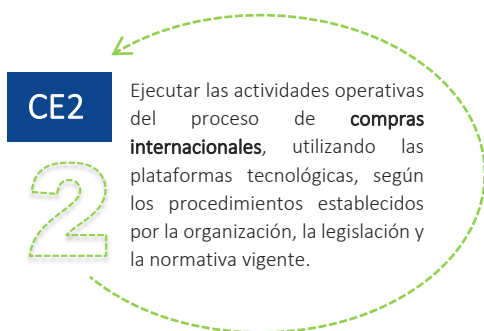 CE2
2
Ejecutar las actividades operativas
del proceso de compras
internacionales, utilizando las
plataformas tecnológicas, según
los procedimientos establecidos
por la organización, la legislación y
la normativa vigente.